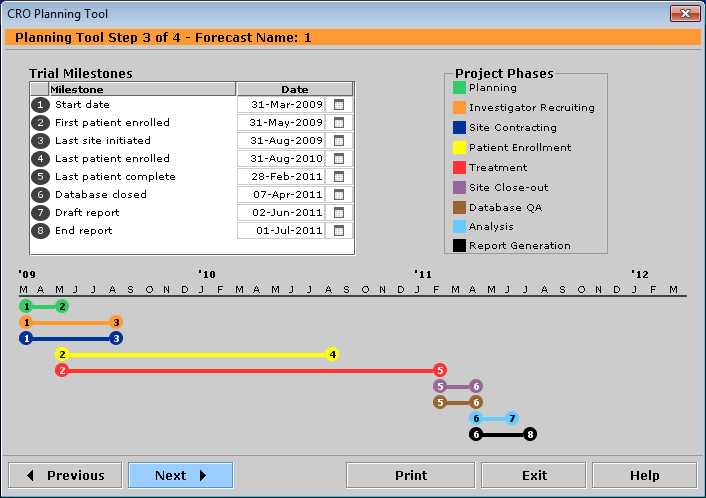 CRO Planning Tool
Planning Tool Step 3 of 4 - Forecast Name: 1
Trial Milestones
Milestone Date
1 Start date 31-Mar-2009
2 First patient enrolled 31-May-2009
3 Last site initiated 31-Aug-2009
4 Last patient enrolled 31-Aug-2010
5 Last patient complete 28-Feb-2011
6 Database closed 07-Apr-2011
7 Draft report 02-Jun-2011
8 End report 01-Jul-2011
Project Phases
Planning
Investigator Recruiting
Site Contracting
Patient Enrollment
Treatment
Site Close-out
Database QA
Analysis
Report Generation
'09 '10 '11 '12
M A M J J A S O N D J F M A M J J A S O N D J F M A M J J A S O N D J F M
1 2
1 3
1 3
2 4
2 5
5 6
5 6
6 7
6 8
Previous Next Print Exit Help